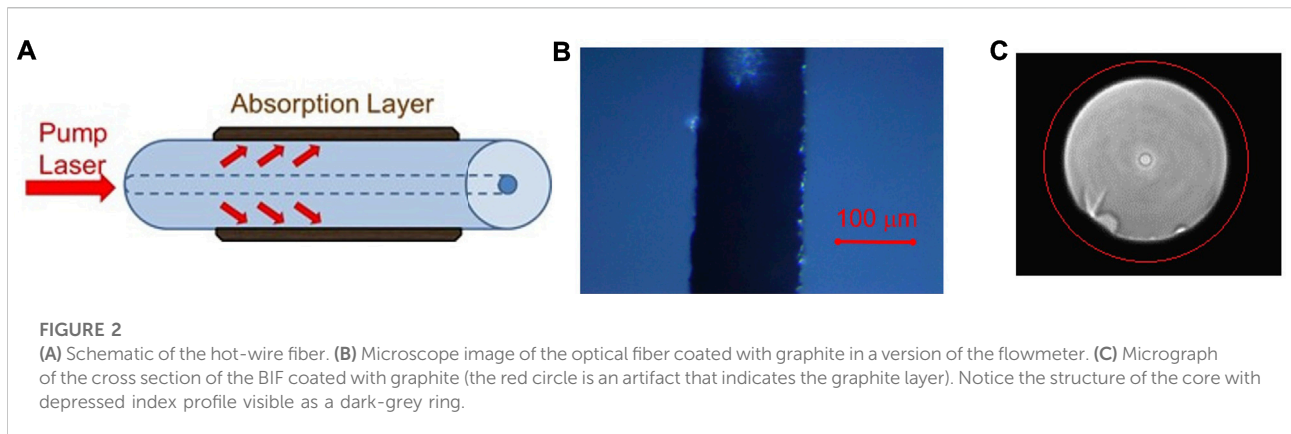 A
Absorption Layer
Pump
Laser
B
100 μm
C
FIGURE 2
(A) Schematic of the hot-wire fiber. (B) Microscope image of the optical fiber coated with graphite in a version of the flowmeter. (C) Micrograph
of the cross section of the BIF coated with graphite (the red circle is an artifact that indicates the graphite layer). Notice the structure of the core with
depressed index profile visible as a dark-grey ring.